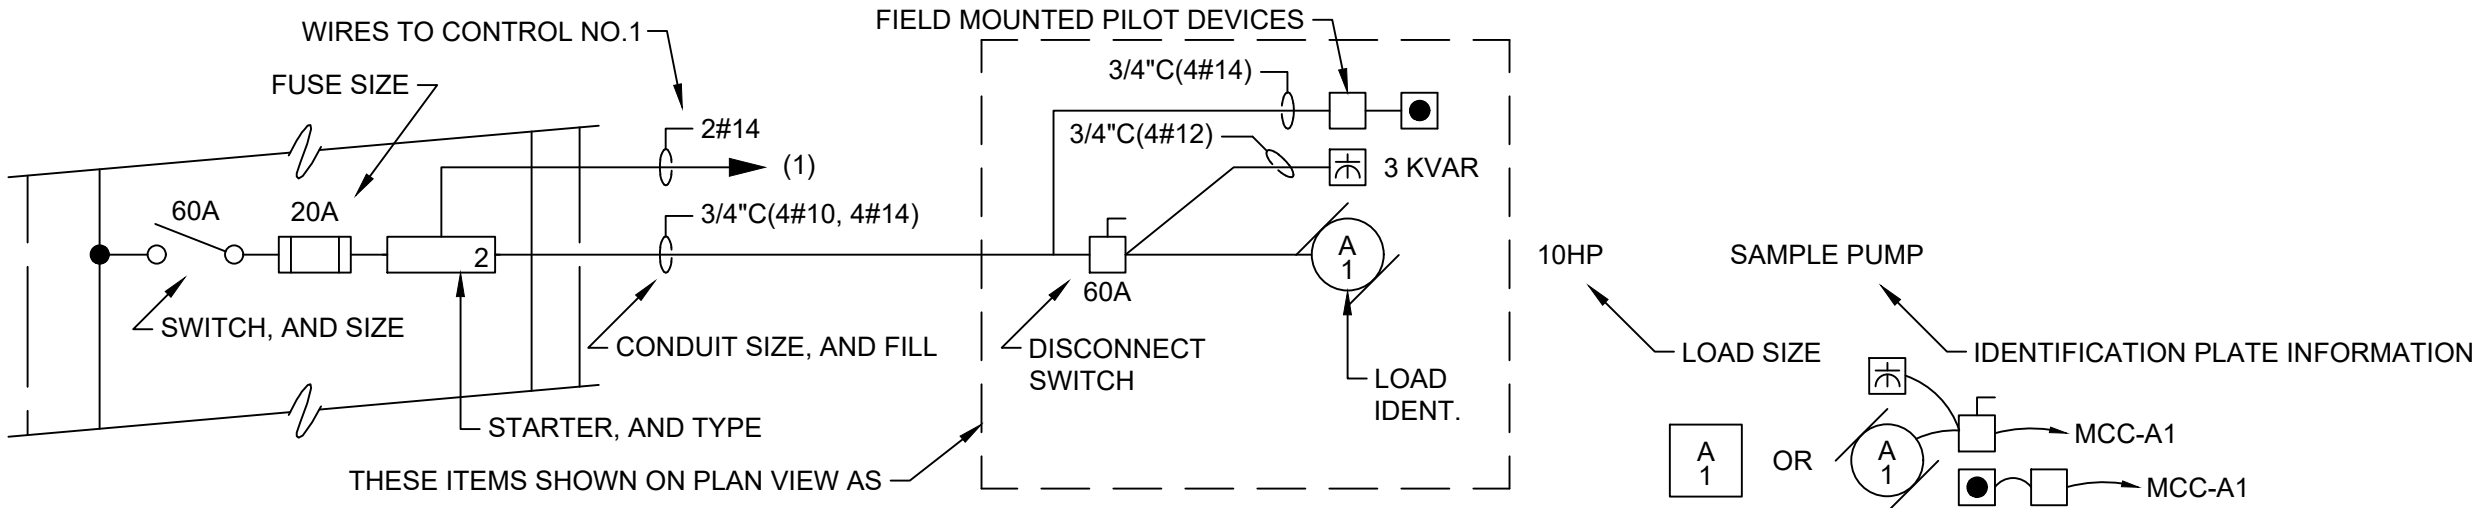 FIELD MOUNTED PILOT DEVICES
WIRES TO CONTROL NO.1
3/4"C(4#14)
FUSE SIZE
2#14
3/4"C(4#12)
(1)
3 KVAR
60A
20A
3/4"C(4#10, 4#14)
2
A
1
10HP
SAMPLE PUMP
60A
SWITCH, AND SIZE
CONDUIT SIZE, AND FILL
DISCONNECT
SWITCH
LOAD SIZE
IDENTIFICATION PLATE INFORMATION
LOAD
IDENT.
STARTER, AND TYPE
THESE ITEMS SHOWN ON PLAN VIEW AS
A
1
OR
A
1
MCC-A1
MCC-A1